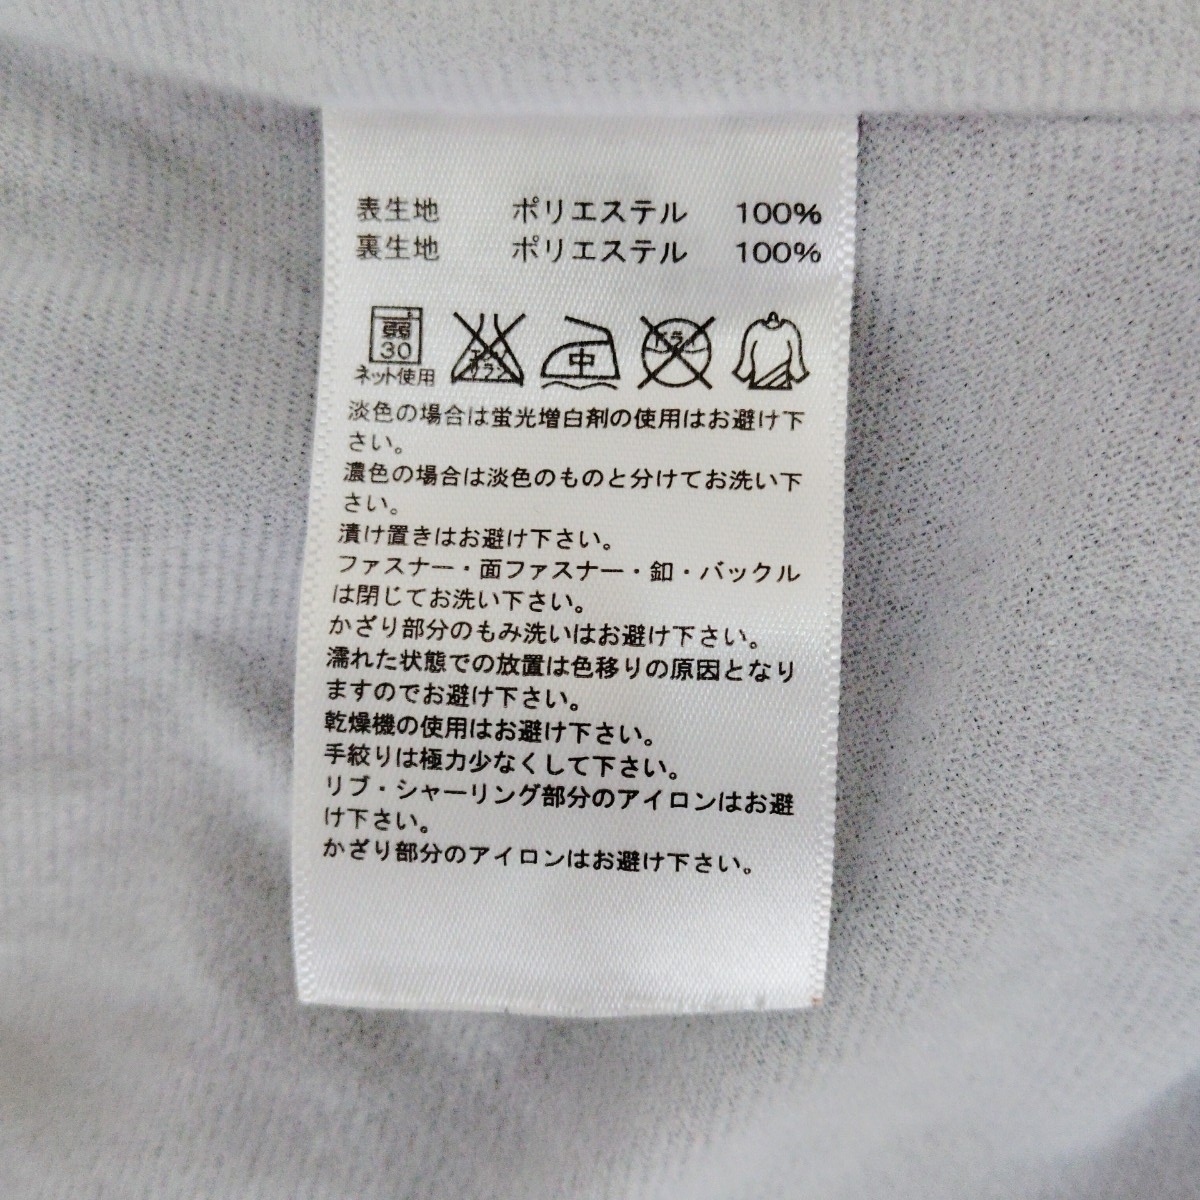 表生地 ポリエステル 100%
裏生地 ポリエステル 100%
弱
30
ネット使用
エンソ
サラシ
中
ドライ
淡色の場合は蛍光増白剤の使用はお避け下
さい。
濃色の場合は淡色のものと分けてお洗い下
さい。
漬け置きはお避け下さい。
ファスナー・面ファスナー・釦・バックル
は閉じてお洗い下さい。
かざり部分のもみ洗いはお避け下さい。
濡れた状態での放置は色移りの原因となり
ますのでお避け下さい。
乾燥機の使用はお避け下さい。
手絞りは極力少なくして下さい。
リブ・シャーリング部分のアイロンはお避
け下さい。
かざり部分のアイロンはお避け下さい。